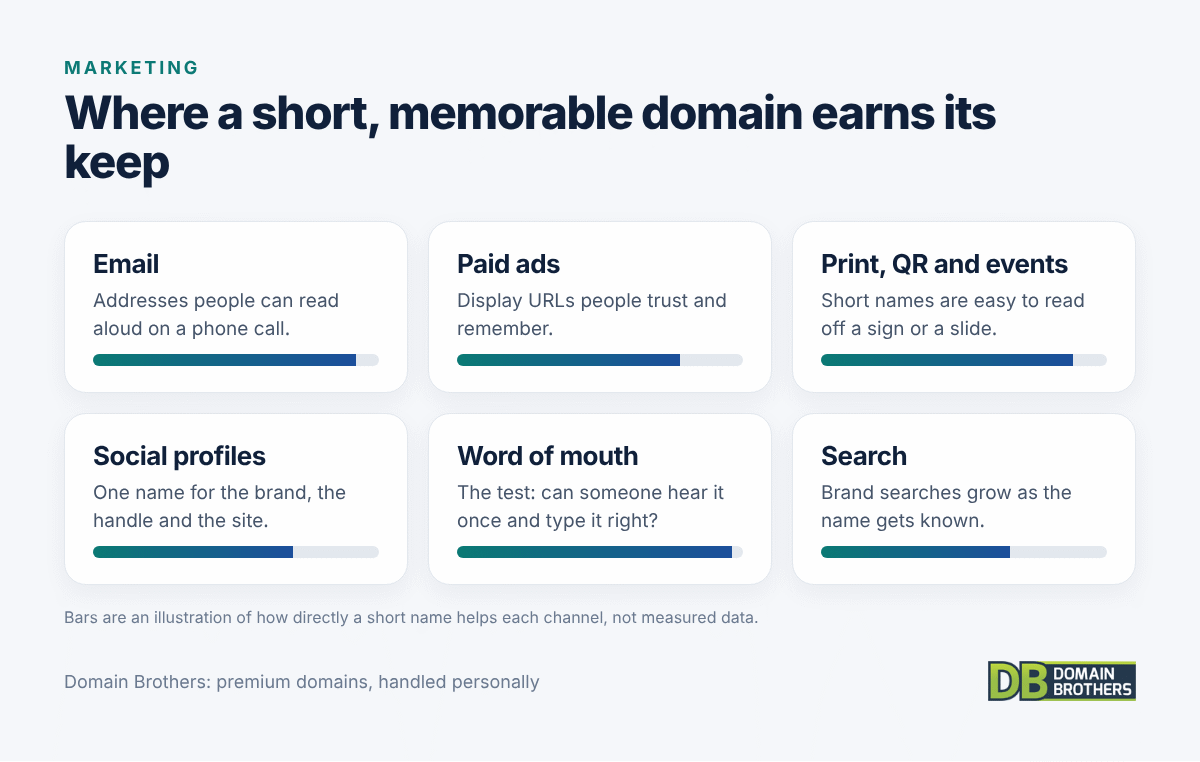 MARKETING
Where a short, memorable domain earns its
keep
Email
Addresses people can read
aloud on a phone call.
Paid ads
Display URLs people trust and
remember.
Print, QR and events
Short names are easy to read
off a sign or a slide.
Social profiles
One name for the brand, the
handle and the site.
Word of mouth
The test: can someone hear it
once and type it right?
Search
Brand searches grow as the
name gets known.
Bars are an illustration of how directly a short name helps each channel, not measured data.
Domain Brothers: premium domains, handled personally
DB DOMAIN
BROTHERS